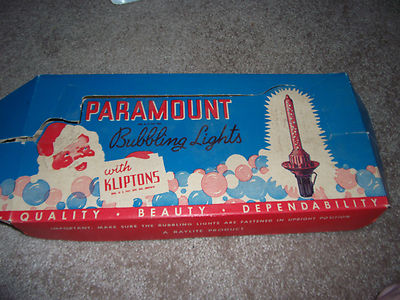 PARAMOUNT
Bubbling Lights
with
KLIPTONS
QUALITY · BEAUTY · DEPENDABILITY
IMPORTANT, MAKE SURE THE BUBBLING LIGHTS ARE FASTENED IN UPRIGHT POSITION
A RAYLITE PRODUCT